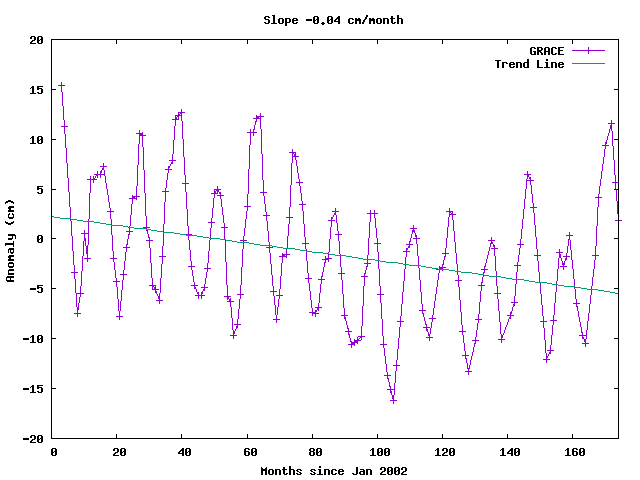 Slope -0.04 cm/month
GRACE
Trend Line
20
15
10
5
0
-5
-10
-15
-20
Anomaly (cm)
0 20 40 60 80 100 120 140 160
Months since Jan 2002